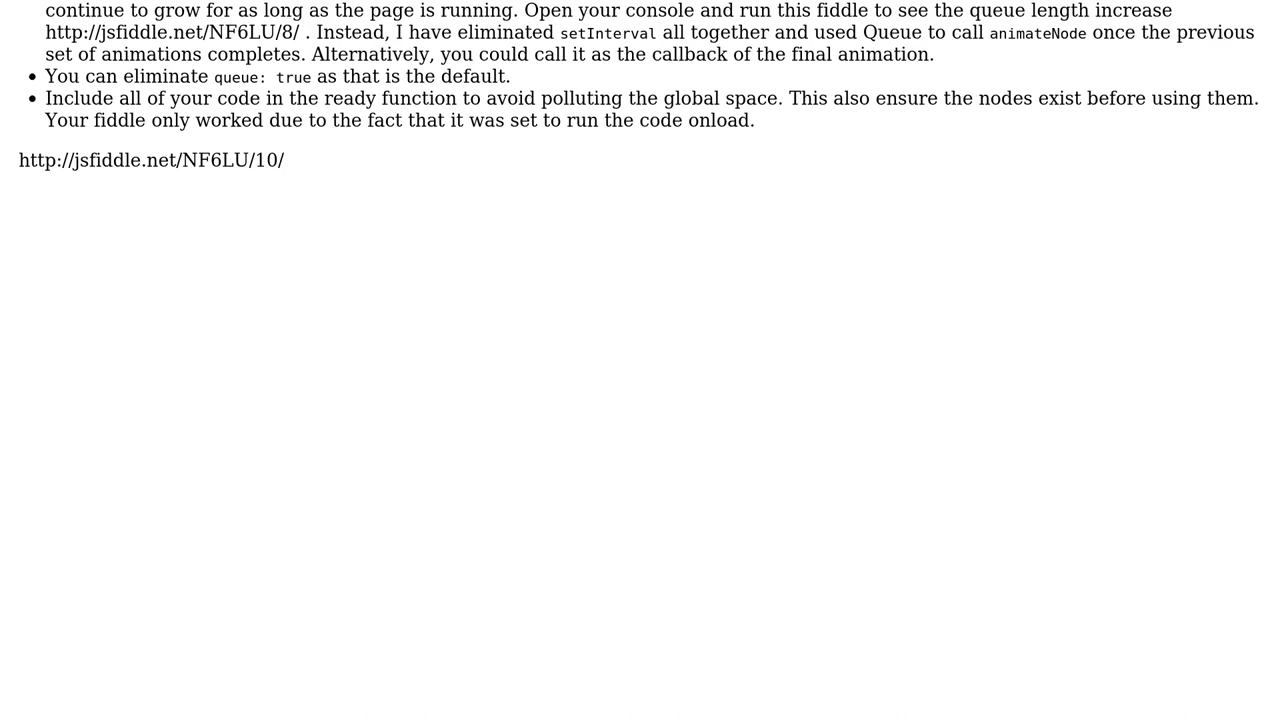 continue to grow for as long as the page is running. Open your console and run this fiddle to see the queue length increase
http://jsfiddle.net/NF6LU/8/ . Instead, I have eliminated setInterval all together and used Queue to call animateNode once the previous
set of animations completes. Alternatively, you could call it as the callback of the final animation.
• You can eliminate queue: true as that is the default.
• Include all of your code in the ready function to avoid polluting the global space. This also ensure the nodes exist before using them.
Your fiddle only worked due to the fact that it was set to run the code onload.
http://jsfiddle.net/NF6LU/10/